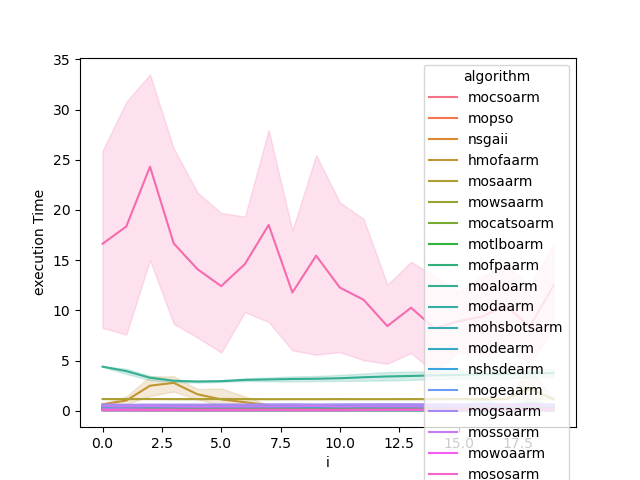 35
30
25
20
15
10
5
0
execution Time
0.0 2.5 5.0 7.5 10.0 12.5 15.0 17.5
i
algorithm
mocsoarm
mopso
nsgaii
hmofaarm
mosaarm
mowsaarm
mocatsoarm
motlboarm
mofpaarm
moaloarm
modaarm
mohsbotsarm
modearm
nshsdearm
mogeaarm
mogsaarm
mossoarm
mowoaarm
mososarm